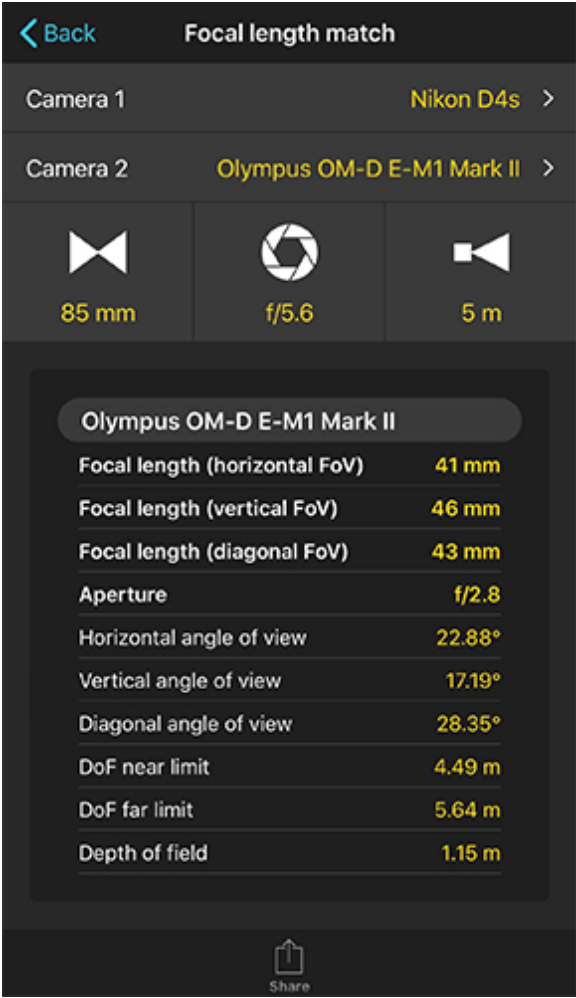 Back Focal length match
Camera 1 Nikon D4s
Camera 2 Olympus OM-D E-M1 Mark II
85 mm f/5.6 5 m
Olympus OM-D E-M1 Mark II
Focal length (horizontal FoV) 41 mm
Focal length (vertical FoV) 46 mm
Focal length (diagonal FoV) 43 mm
Aperture f/2.8
Horizontal angle of view 22.88°
Vertical angle of view 17.19°
Diagonal angle of view 28.35°
DoF near limit 4.49 m
DoF far limit 5.64 m
Depth of field 1.15 m
Share